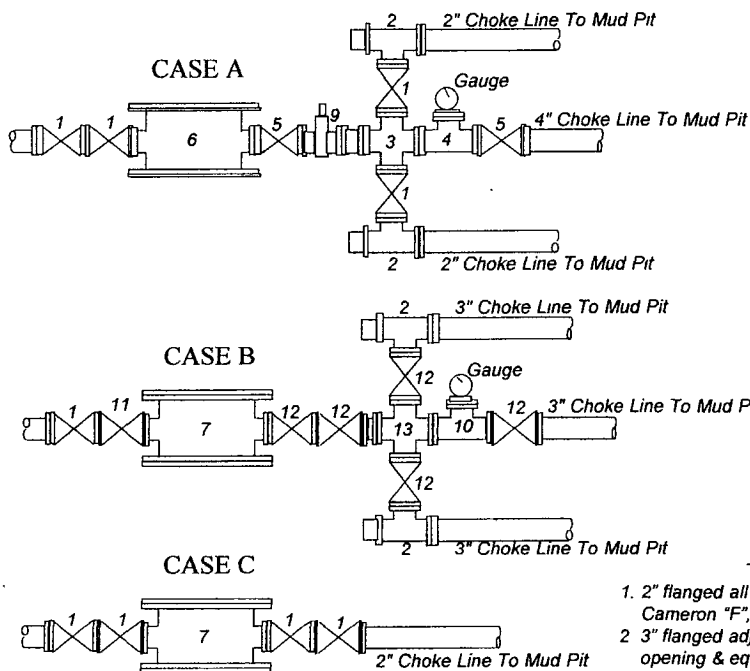 2
2" Choke Line To Mud Pit
CASE A
Gauge
1
1
1
6
5
9
3
4
5
4" Choke Line To Mud Pit
1
2
2" Choke Line To Mud Pit
2
3" Choke Line To Mud Pit
CASE B
Gauge
12
1
11
7
12
12
13
10
12
3" Choke Line To Mud P
12
2
3" Choke Line To Mud Pit
CASE C
1
1
7
1
1
2" Choke Line To Mud Pit
1. 2" flanged all
Cameron "F",
2 3" flanged adj
opening & eq